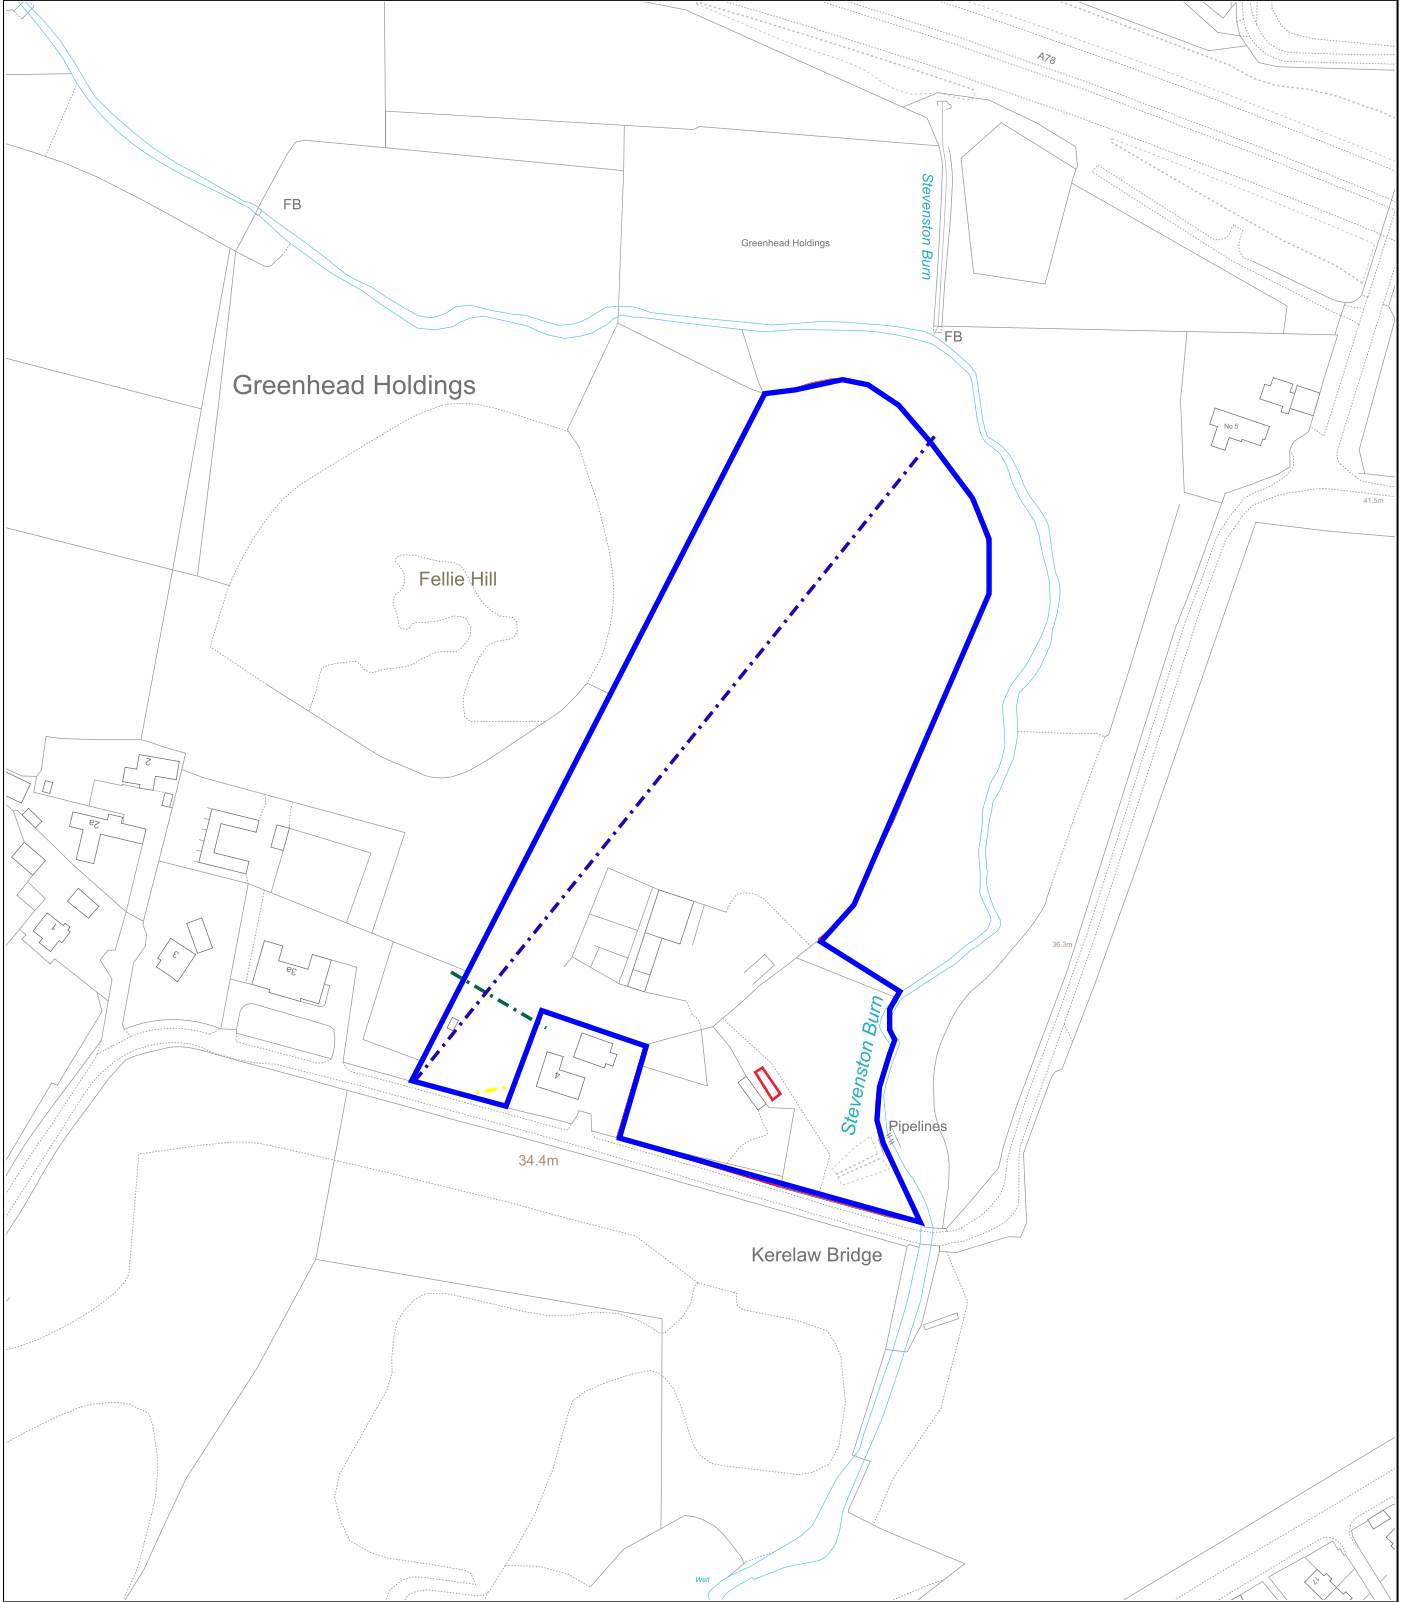 A78
FB
Stevenston Burn
Greenhead Holdings
FB
Greenhead Holdings
No 5
41.5m
Fellie Hill
2
2a
1
3
3a
36.3m
4
Stevenston Burn
Pipelines
34.4m
Kerelaw Bridge
Well
17